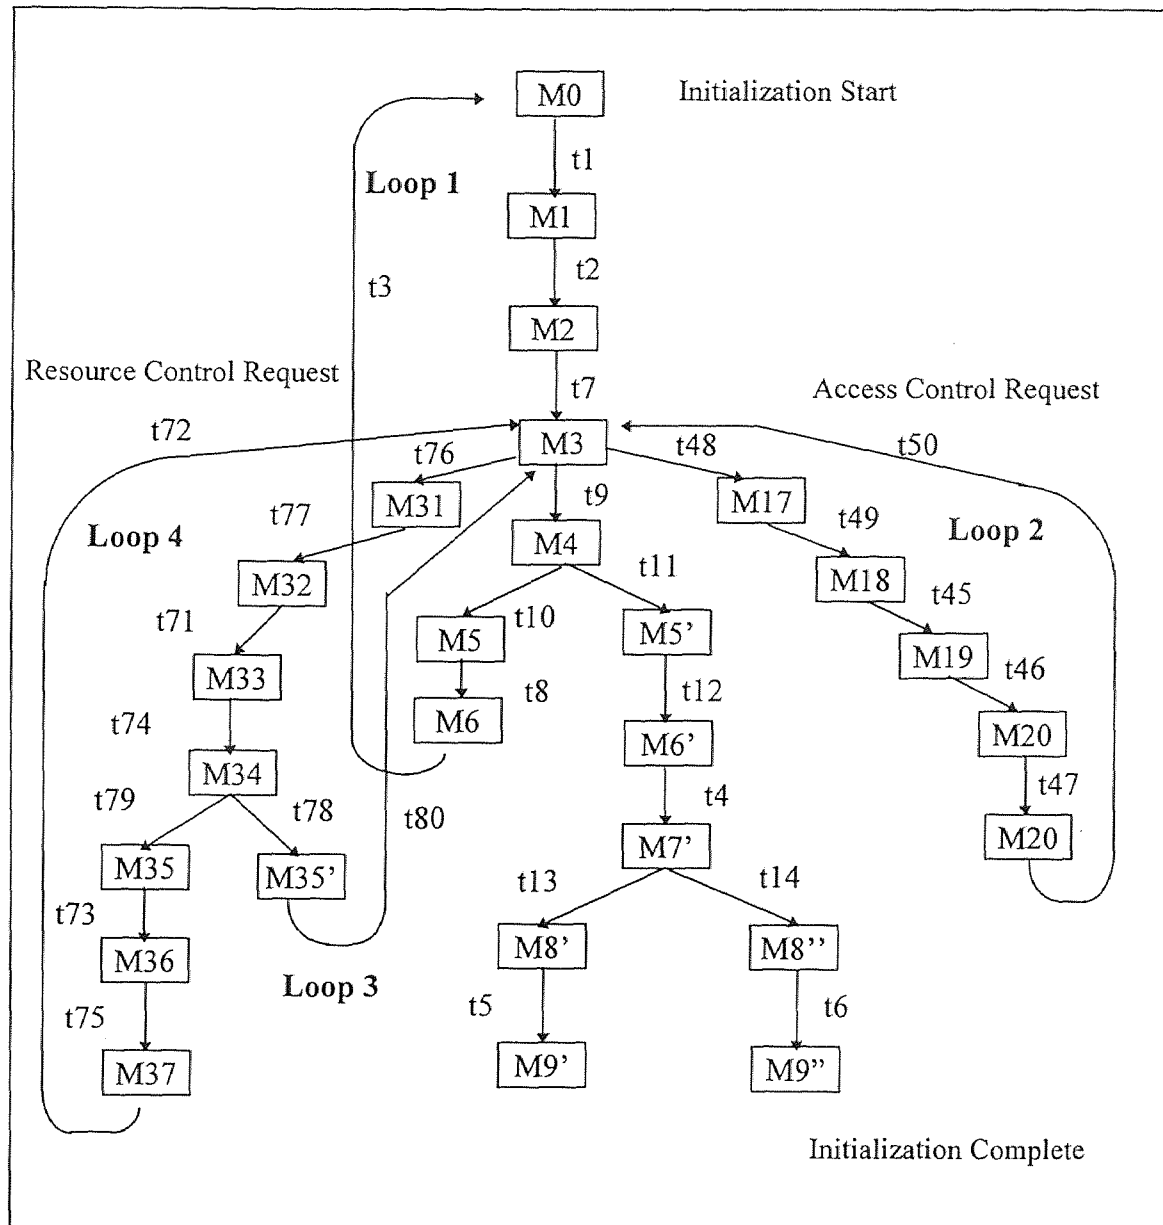 M0
Initialization Start
t1
Loop 1
M1
t2
t3
M2
Resource Control Request
t7
Access Control Request
t72
M3
t48
t50
t76
t9
M31
M17
t77
t49
Loop 4
M4
Loop 2
t11
M32
M18
t71
t10
t45
M5
M5’
M33
M19
t8
t12
t46
t74
M6
M6’
M20
M34
t47
t79
t78
t80
t4
M35
M35’
M7’
M20
t13
t14
t73
M36
M8’
M8’’
Loop 3
t75
t5
t6
M37
M9’
M9”
Initialization Complete